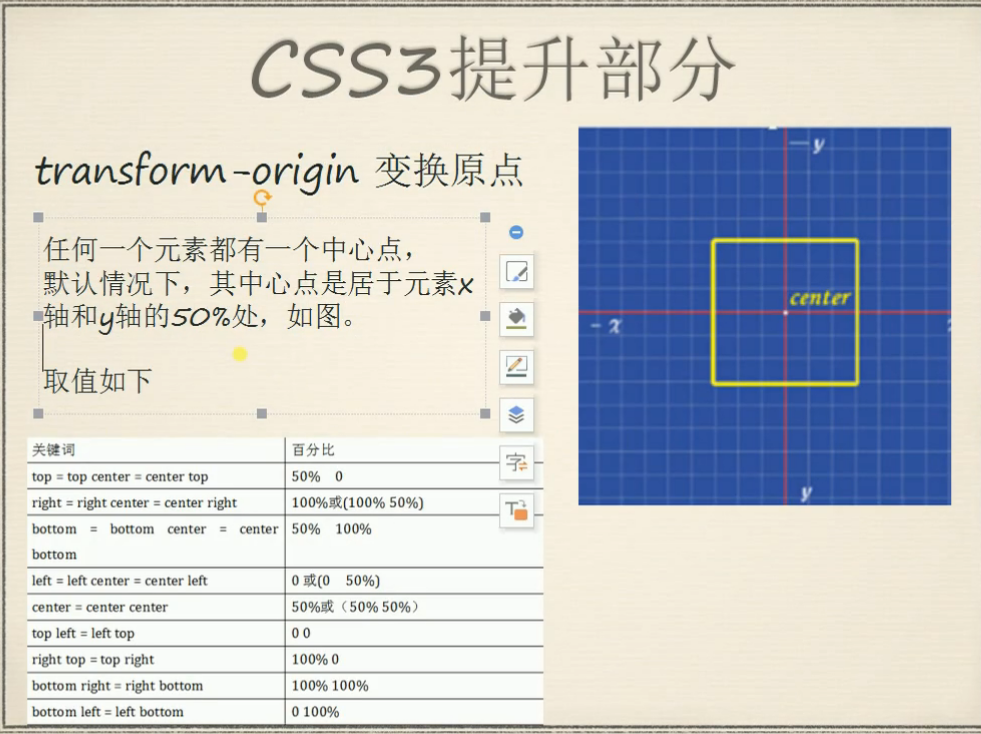 CSS3提升部分
transform-origin 变换原点
任何一个元素都有一个中心点，
默认情况下，其中心点是居于元素x
轴和y轴的50%处，如图。
取值如下
关键词 百分比
top = top center = center top 50% 0
right = right center = center right 100%或(100% 50%)
bottom = bottom center = center 50% 100%
bottom
left = left center = center left 0 或(0 50%)
center = center center 50%或（50% 50%）
top left = left top 0 0
right top = top right 100% 0
bottom right = right bottom 100% 100%
bottom left = left bottom 0 100%
字
T
—y
center
-x
y